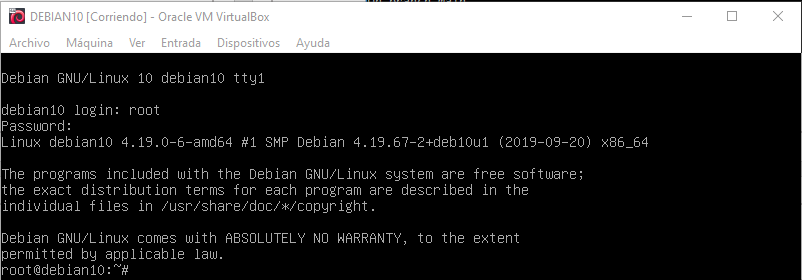 DEBIAN10 [Corriendo] - Oracle VM VirtualBox
Archivo Máquina Ver Entrada Dispositivos Ayuda
Debian GNU/Linux 10 debian10 tty1
debian10 login: root
Password:
Linux debian10 4.19.0-6-amd64 #1 SMP Debian 4.19.67-2+deb10u1 (2019-09-20) x86_64
The programs included with the Debian GNU/Linux system are free software;
the exact distribution terms for each program are described in the
individual files in /usr/share/doc/*/copyright.
Debian GNU/Linux comes with ABSOLUTELY NO WARRANTY, to the extent
permitted by applicable law.
root@debian10:~#